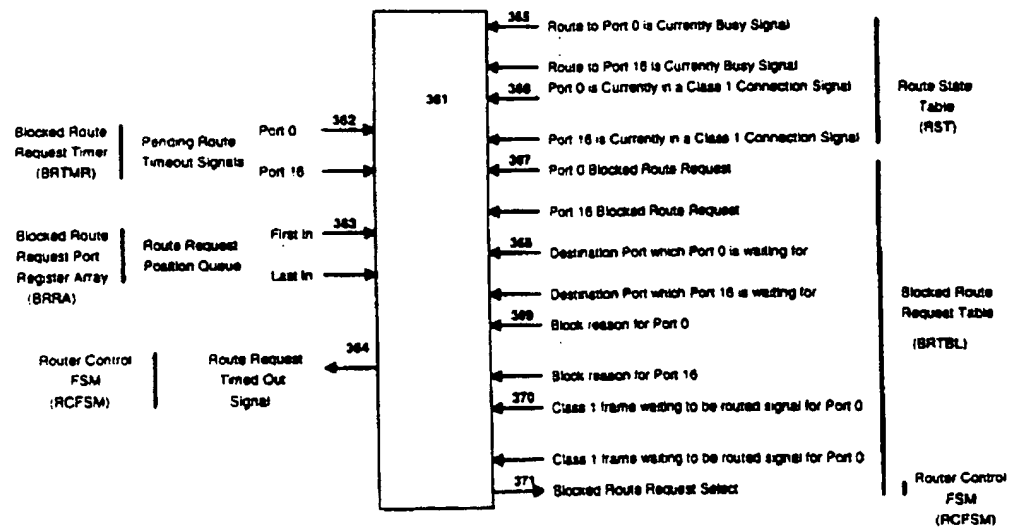 365 Route to Port 0 is Currently Busy Signal
Route to Port 16 is Currently Busy Signal
366 Port 0 is Currently in a Class 1 Connection Signal
Port 16 is Currently in a Class 1 Connection Signal
Route State
Table
(RST)
361
Blocked Route
Request Timer
(BRTMR)
Pending Route
Timeout Signals
Port 0
362
Port 16
367 Port 0 Blocked Route Request
Port 16 Blocked Route Request
368 Destination Port which Port 0 is waiting for
Destination Port which Port 16 is waiting for
369 Block reason for Port 0
Block reason for Port 16
370 Class 1 frame waiting to be routed signal for Port 0
Class 1 frame waiting to be routed signal for Port 0
371 Blocked Route Request Select
Blocked Route
Request Table
(BRTBL)
Blocked Route
Request Port
Register Array
(BRRA)
Route Request
Position Queue
First In
363
Last In
Router Control
FSM
(RCFSM)
Route Request
Timed Out
Signal
364
Router Control
FSM
(RCFSM)